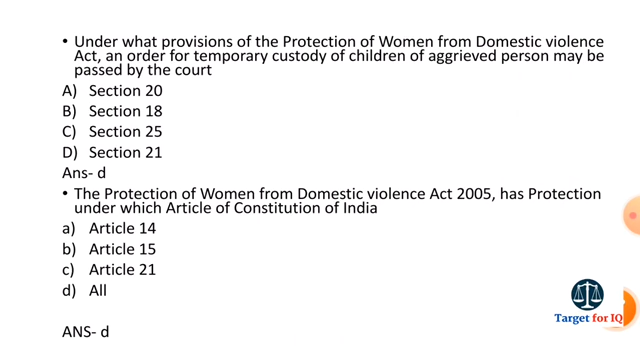 • Under what provisions of the Protection of Women from Domestic violence
Act, an order for temporary custody of children of aggrieved person may be
passed by the court
A) Section 20
B) Section 18
C) Section 25
D) Section 21
Ans- d
• The Protection of Women from Domestic violence Act 2005, has Protection
under which Article of Constitution of India
a) Article 14
b) Article 15
c) Article 21
d) All
ANS- d
Target for IQ